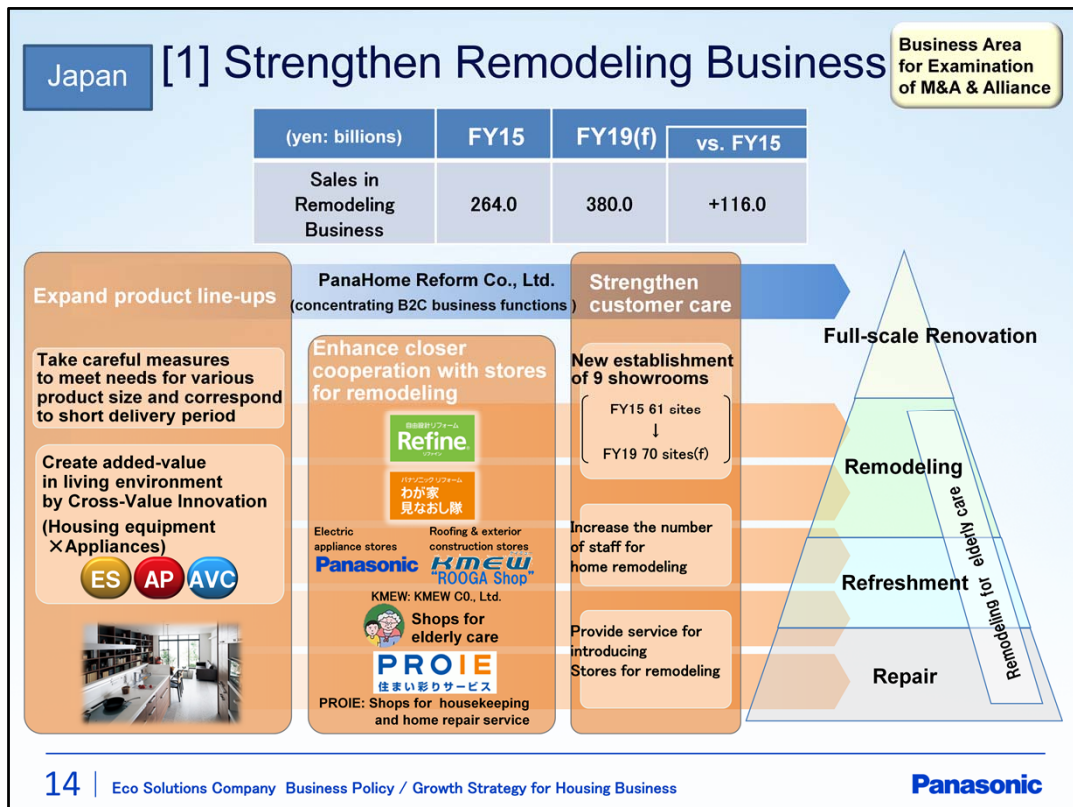 Japan
[1] Strengthen Remodeling Business
Business Area
for Examination
of M&A & Alliance
(yen: billions) FY15 FY19(f) vs. FY15
Sales in
Remodeling
Business
264.0 380.0 +116.0
Expand product line-ups
Take careful measures
to meet needs for various
product size and correspond
to short delivery period
Create added-value
in living environment
by Cross-Value Innovation
(Housing equipment
×Appliances)
ES AP AVC
PanaHome Reform Co., Ltd.
(concentrating B2C business functions )
Enhance closer
cooperation with stores
for remodeling
自由設計リフォーム
Refine®
リファイン
パナソニック リフォーム
わが家
見なおし隊
Electric
appliance stores
Panasonic
Roofing & exterior
construction stores
KMEW
"ROOGA Shop"
KMEW: KMEW C0., Ltd.
Shops for
elderly care
PROIE
住まい彩りサービス
PROIE: Shops for housekeeping
and home repair service
Strengthen
customer care
New establishment
of 9 showrooms
FY15 61 sites
↓
FY19 70 sites(f)
Increase the number
of staff for
home remodeling
Provide service for
introducing
Stores for remodeling
Full-scale Renovation
Remodeling
Refreshment
Repair
Remodeling for elderly care
14 Eco Solutions Company Business Policy / Growth Strategy for Housing Business
Panasonic